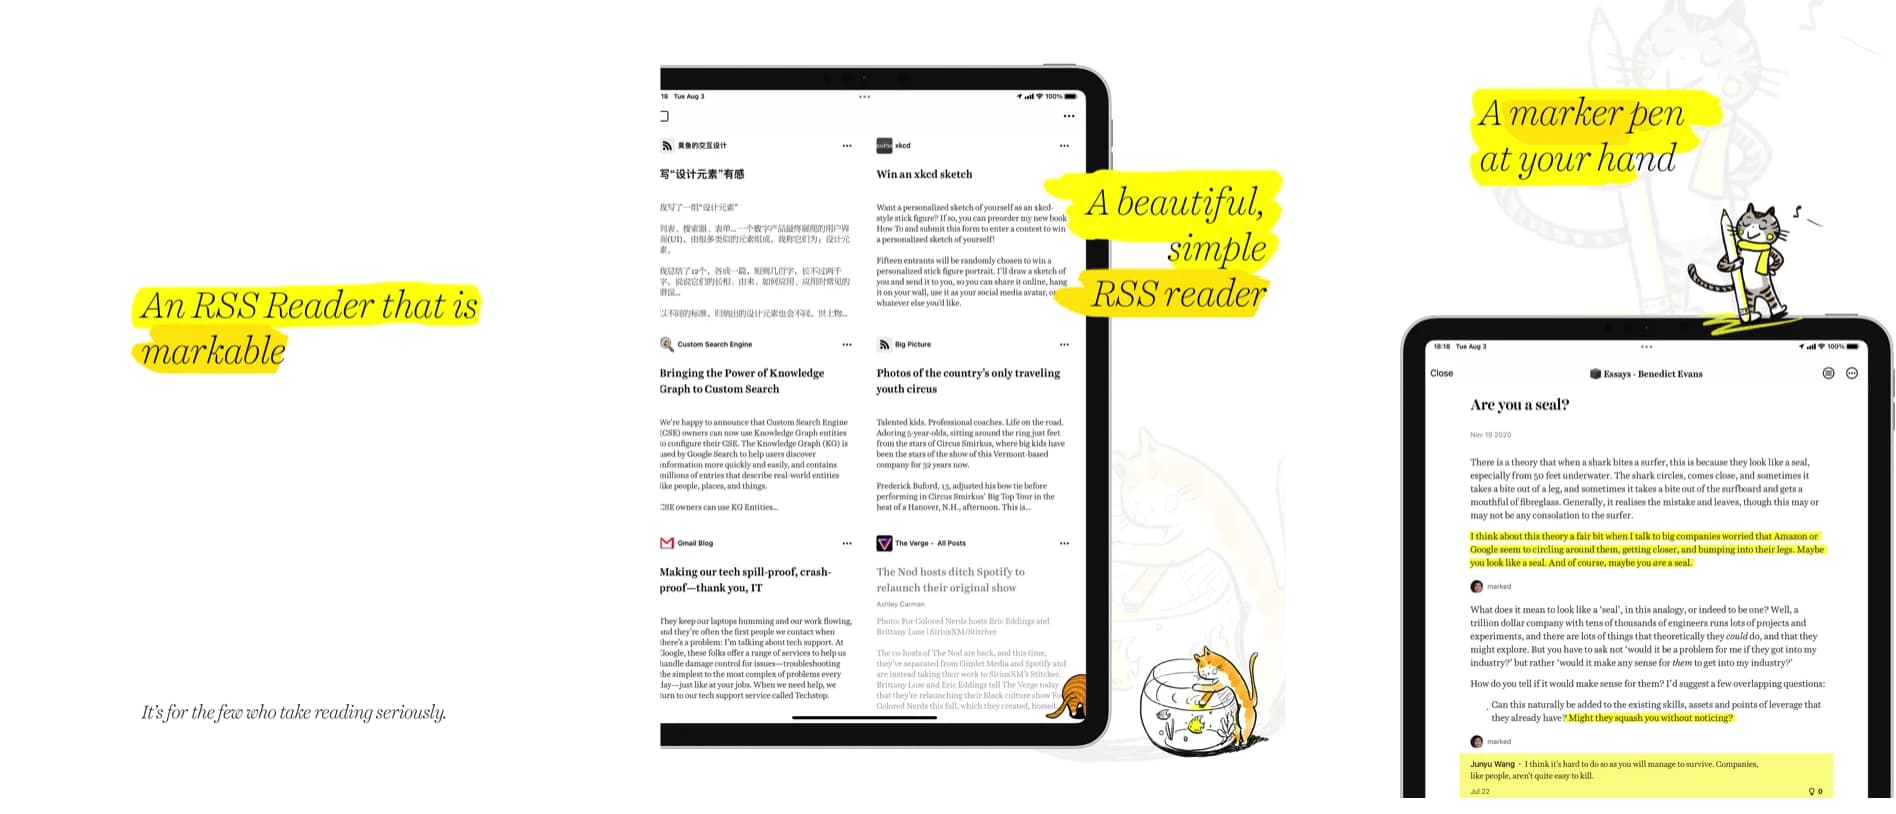 An RSS Reader that is
markable
It's for the few who take reading seriously.
18 Tue Aug 3
100%
臭鱼的交互设计
写“设计元素”有感
我写了一组“设计元素”
列表、搜索框、表单...一个数字产品最终展现的用户界
面(UI)，由很多类似的元素组成，我称它们为：设计元
素。
我总结了12个，各成一篇，短则几百字，长不过两千
字，说说它们的长相、由来、如何应用、应用时常见的
错误...
以不同的标准，归纳出的设计元素也会不同。世上物...
xkcd
Win an xkcd sketch
Want a personalized sketch of yourself as an xkcd-
style stick figure? If so, you can preorder my new book
How To and submit this form to enter a contest to win
a personalized sketch of yourself!
Fifteen entrants will be randomly chosen to win a
personalized stick figure portrait. I'll draw a sketch of
you and send it to you, so you can share it online, hang
it on your wall, use it as your social media avatar, or
whatever else you'd like.
Custom Search Engine
Bringing the Power of Knowledge
Graph to Custom Search
We're happy to announce that Custom Search Engine
(CSE) owners can now use Knowledge Graph entities
to configure their CSE. The Knowledge Graph (KG) is
used by Google Search to help users discover
information more quickly and easily, and contains
millions of entries that describe real-world entities
like people, places, and things.
CSE owners can use KG Entities...
Big Picture
Photos of the country's only traveling
youth circus
Talented kids. Professional coaches. Life on the road.
Adoring 5-year-olds, sitting around the ring just feet
from the stars of Circus Smirkus, where big kids have
been the stars of the show of this Vermont-based
company for 32 years now.
Frederick Buford, 13, adjusted his bow tie before
performing in Circus Smirkus' Big Top Tour in the
heat of a Hanover, N.H., afternoon. This is...
Gmail Blog
Making our tech spill-proof, crash-
proof—thank you, IT
They keep our laptops humming and our work flowing,
and they're often the first people we contact when
there's a problem: I'm talking about tech support. At
Google, these folks offer a range of services to help us
handle damage control for issues—troubleshooting
the simplest to the most complex of problems every
day—just like at your jobs. When we need help, we
turn to our tech support service called Techstop.
The Verge - All Posts
The Nod hosts ditch Spotify to
relaunch their original show
Ashley Carman
Photo: For Colored Nerds hosts Eric Eddings and
Brittany Luse | SiriusXM/Stitcher
The co-hosts of The Nod are back, and this time,
they've separated from Gimlet Media and Spotify and
are instead taking their work to SiriusXM's Stitcher.
Brittany Luse and Eric Eddings tell The Verge today
that they're relaunching their Black culture show Fo
Colored Nerds this fall, which they created, hosted
A beautiful,
simple
RSS reader
A marker pen
at your hand
18:18 Tue Aug 3
100%
Close
Essays - Benedict Evans
Are you a seal?
Nov 19 2020
There is a theory that when a shark bites a surfer, this is because they look like a seal,
especially from 50 feet underwater. The shark circles, comes close, and sometimes it
takes a bite out of a leg, and sometimes it takes a bite out of the surfboard and gets a
mouthful of fibreglass. Generally, it realises the mistake and leaves, though this may or
may not be any consolation to the surfer.
I think about this theory a fair bit when I talk to big companies worried that Amazon or
Google seem to circling around them, getting closer, and bumping into their legs. Maybe
you look like a seal. And of course, maybe you are a seal.
marked
What does it mean to look like a 'seal', in this analogy, or indeed to be one? Well, a
trillion dollar company with tens of thousands of engineers runs lots of projects and
experiments, and there are lots of things that theoretically they could do, and that they
might explore. But you have to ask not 'would it be a problem for me if they got into my
industry?' but rather 'would it make any sense for them to get into my industry?'
How do you tell if it would make sense for them? I'd suggest a few overlapping questions:
Can this naturally be added to the existing skills, assets and points of leverage that
they already have? Might they squash you without noticing?
marked
Junyu Wang · I think it's hard to do so as you will manage to survive. Companies,
like people, aren't quite easy to kill.
Jul 22
0